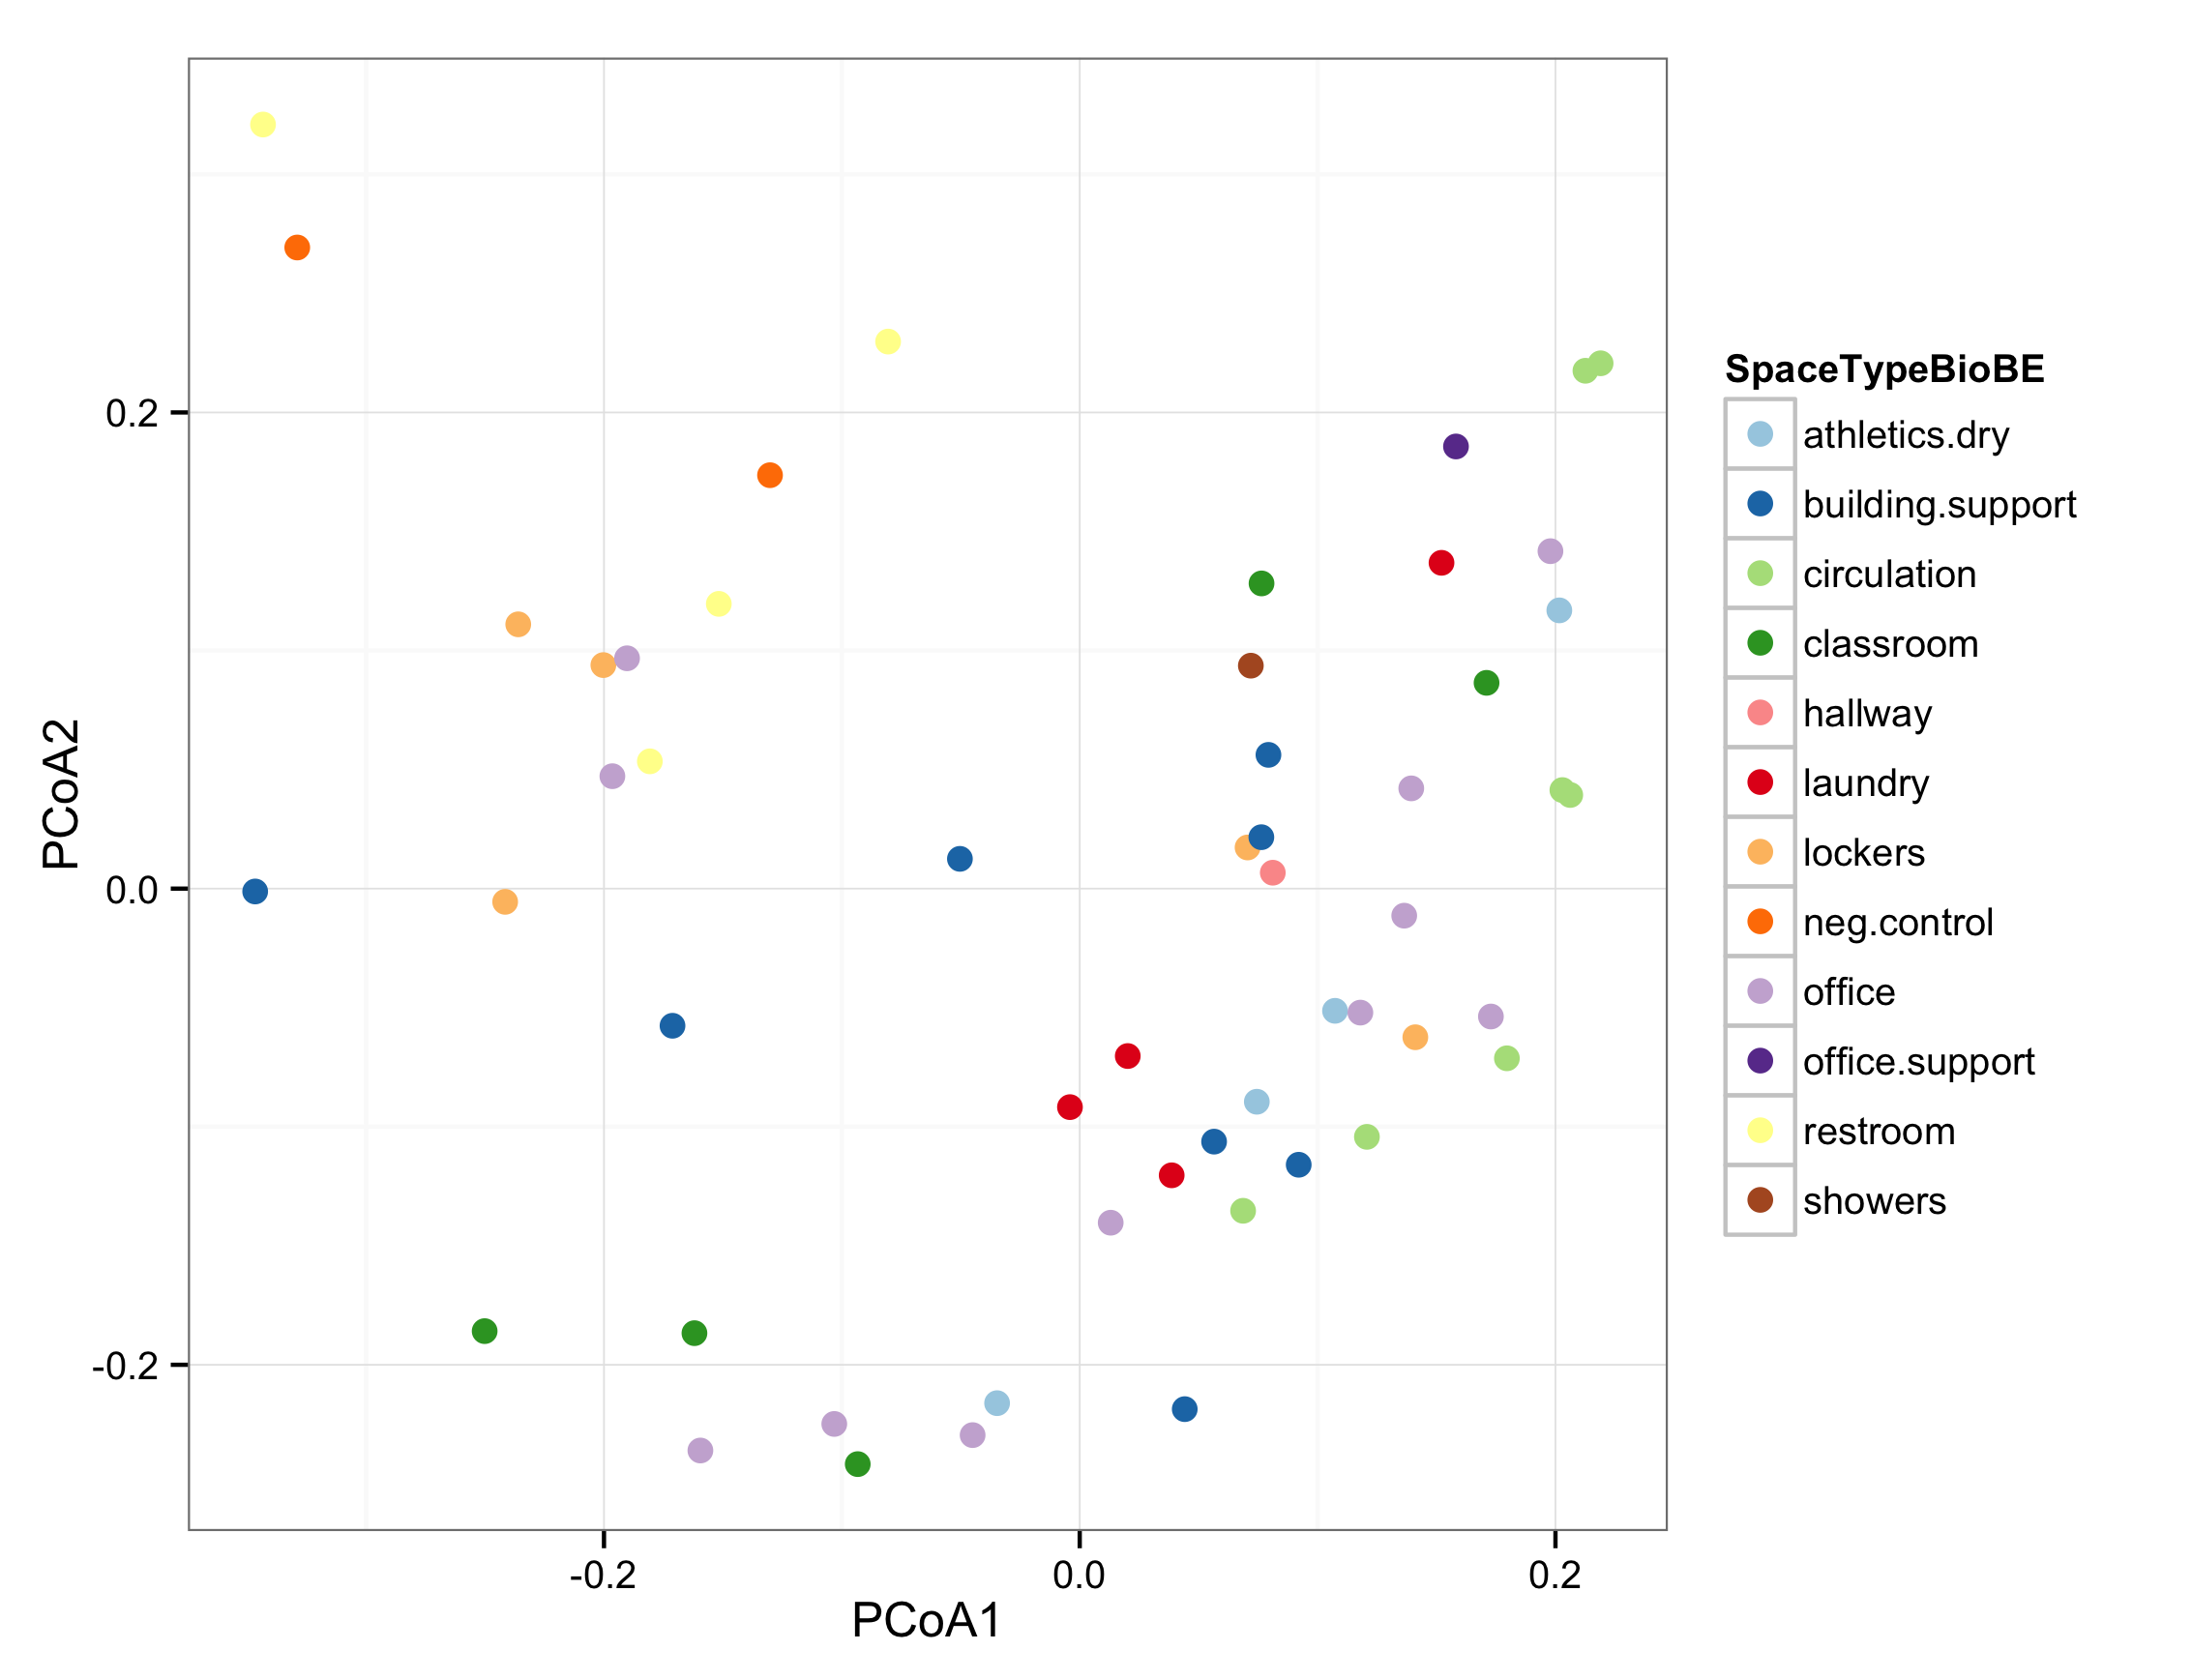 PCoA2
0.2
0.0
-0.2
-0.2
0.0
0.2
PCoA1
SpaceTypeBioBE
athletics.dry
building.support
circulation
classroom
hallway
laundry
lockers
neg.control
office
office.support
restroom
showers